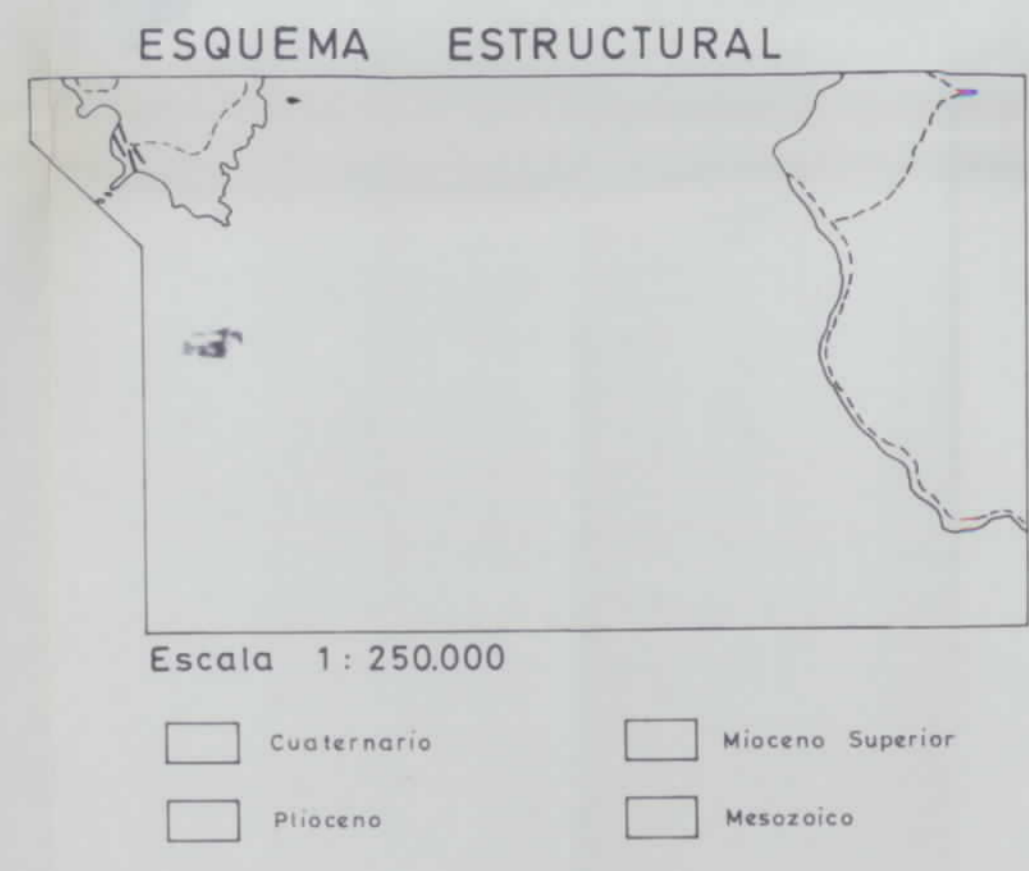 ESQUEMA ESTRUCTURAL
Escala 1: 250.000
Cuaternario
Mioceno Superior
Plioceno
Mesozoico